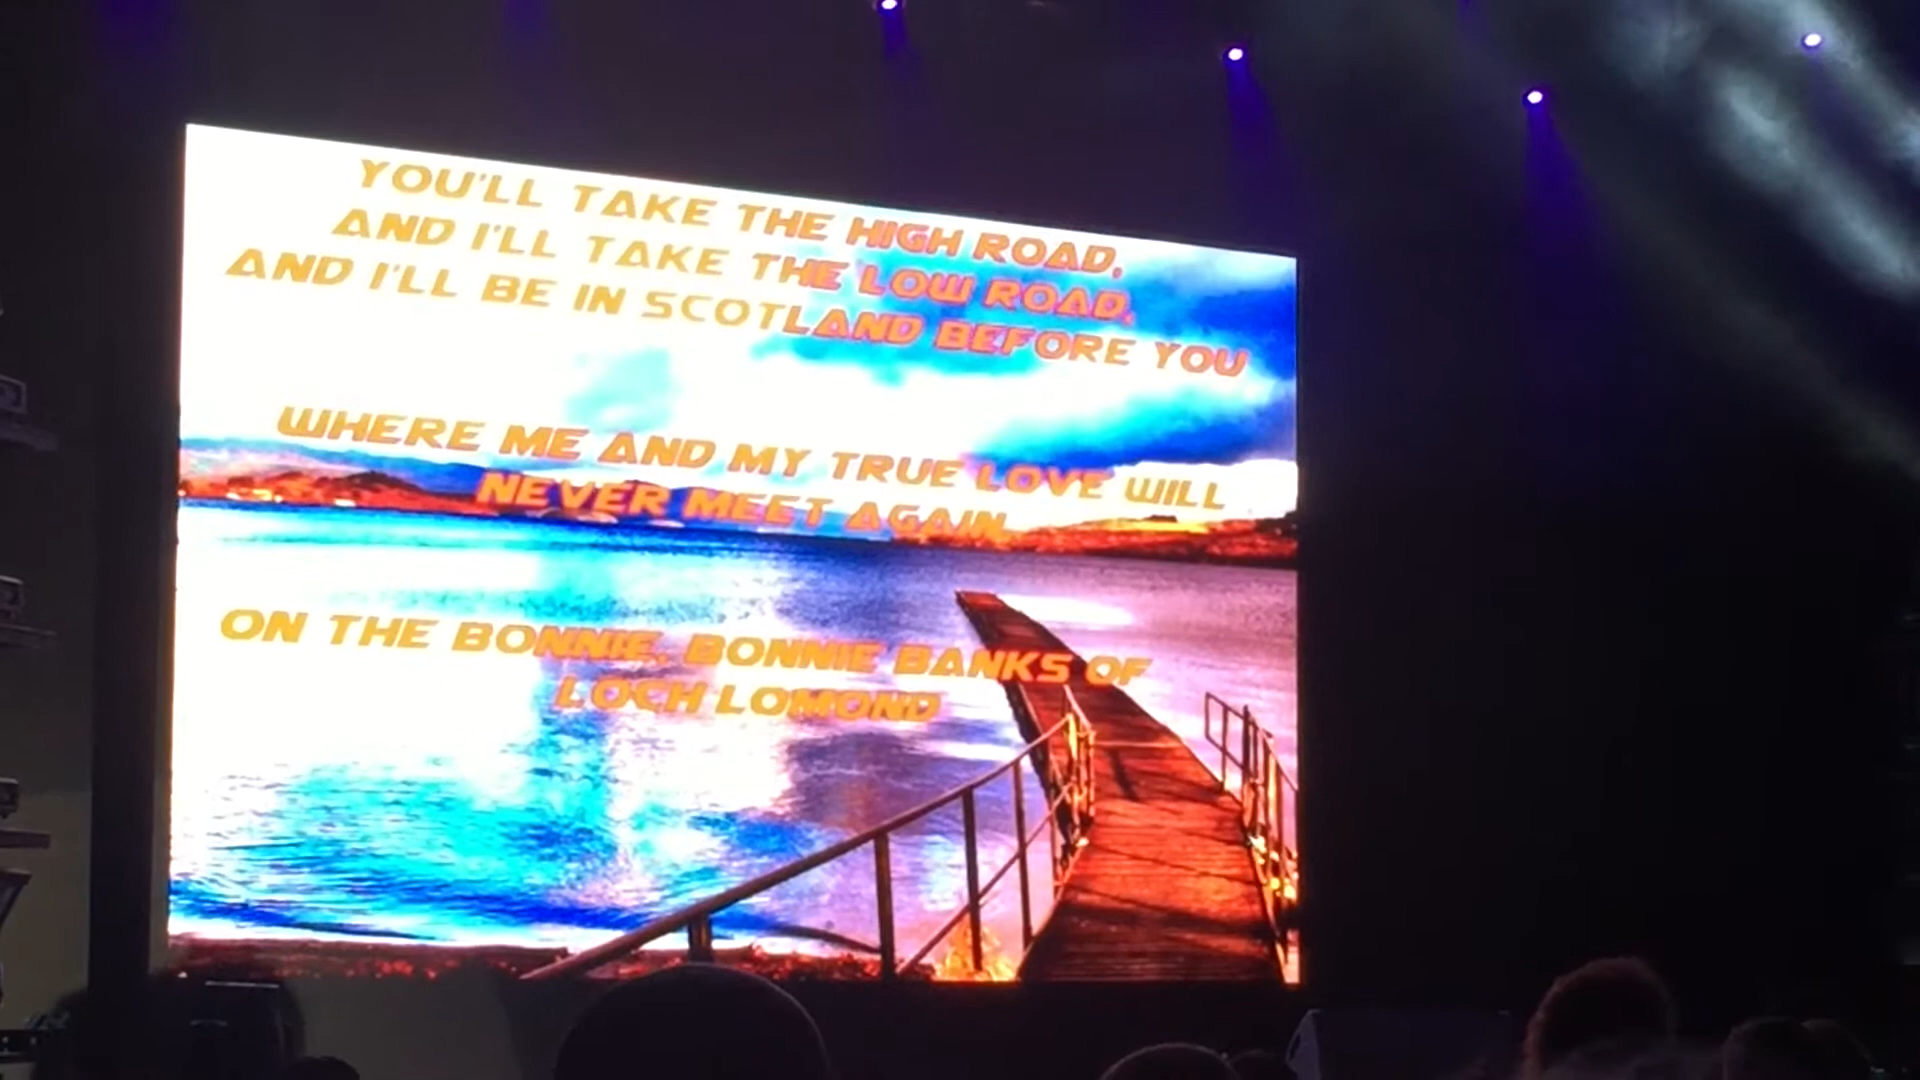 YOU'LL TAKE THE HIGH ROAD,
AND I'LL TAKE THE LOW ROAD,
AND I'LL BE IN SCOTLAND BEFORE YOU
WHERE ME AND MY TRUE LOVE WILL
NEVER MEET AGAIN
ON THE BONNIE, BONNIE BANKS OF
LOCH LOMOND